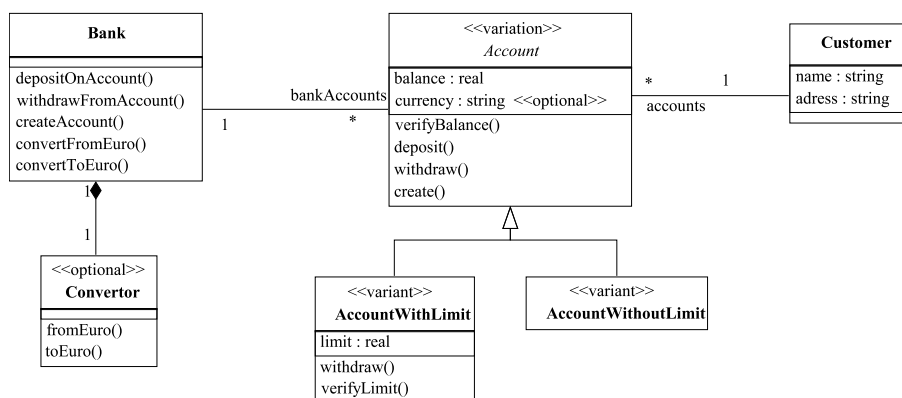 Bank
depositOnAccount()
withdrawFromAccount()
createAccount()
convertFromEuro()
convertToEuro()
1
bankAccounts
*
<<variation>>
Account
balance : real
currency : string <<optional>>
verifyBalance()
deposit()
withdraw()
create()
*
1
accounts
Customer
name : string
adress : string
1
1
<<optional>>
Convertor
fromEuro()
toEuro()
<<variant>>
AccountWithLimit
limit : real
withdraw()
verifyLimit()
<<variant>>
AccountWithoutLimit